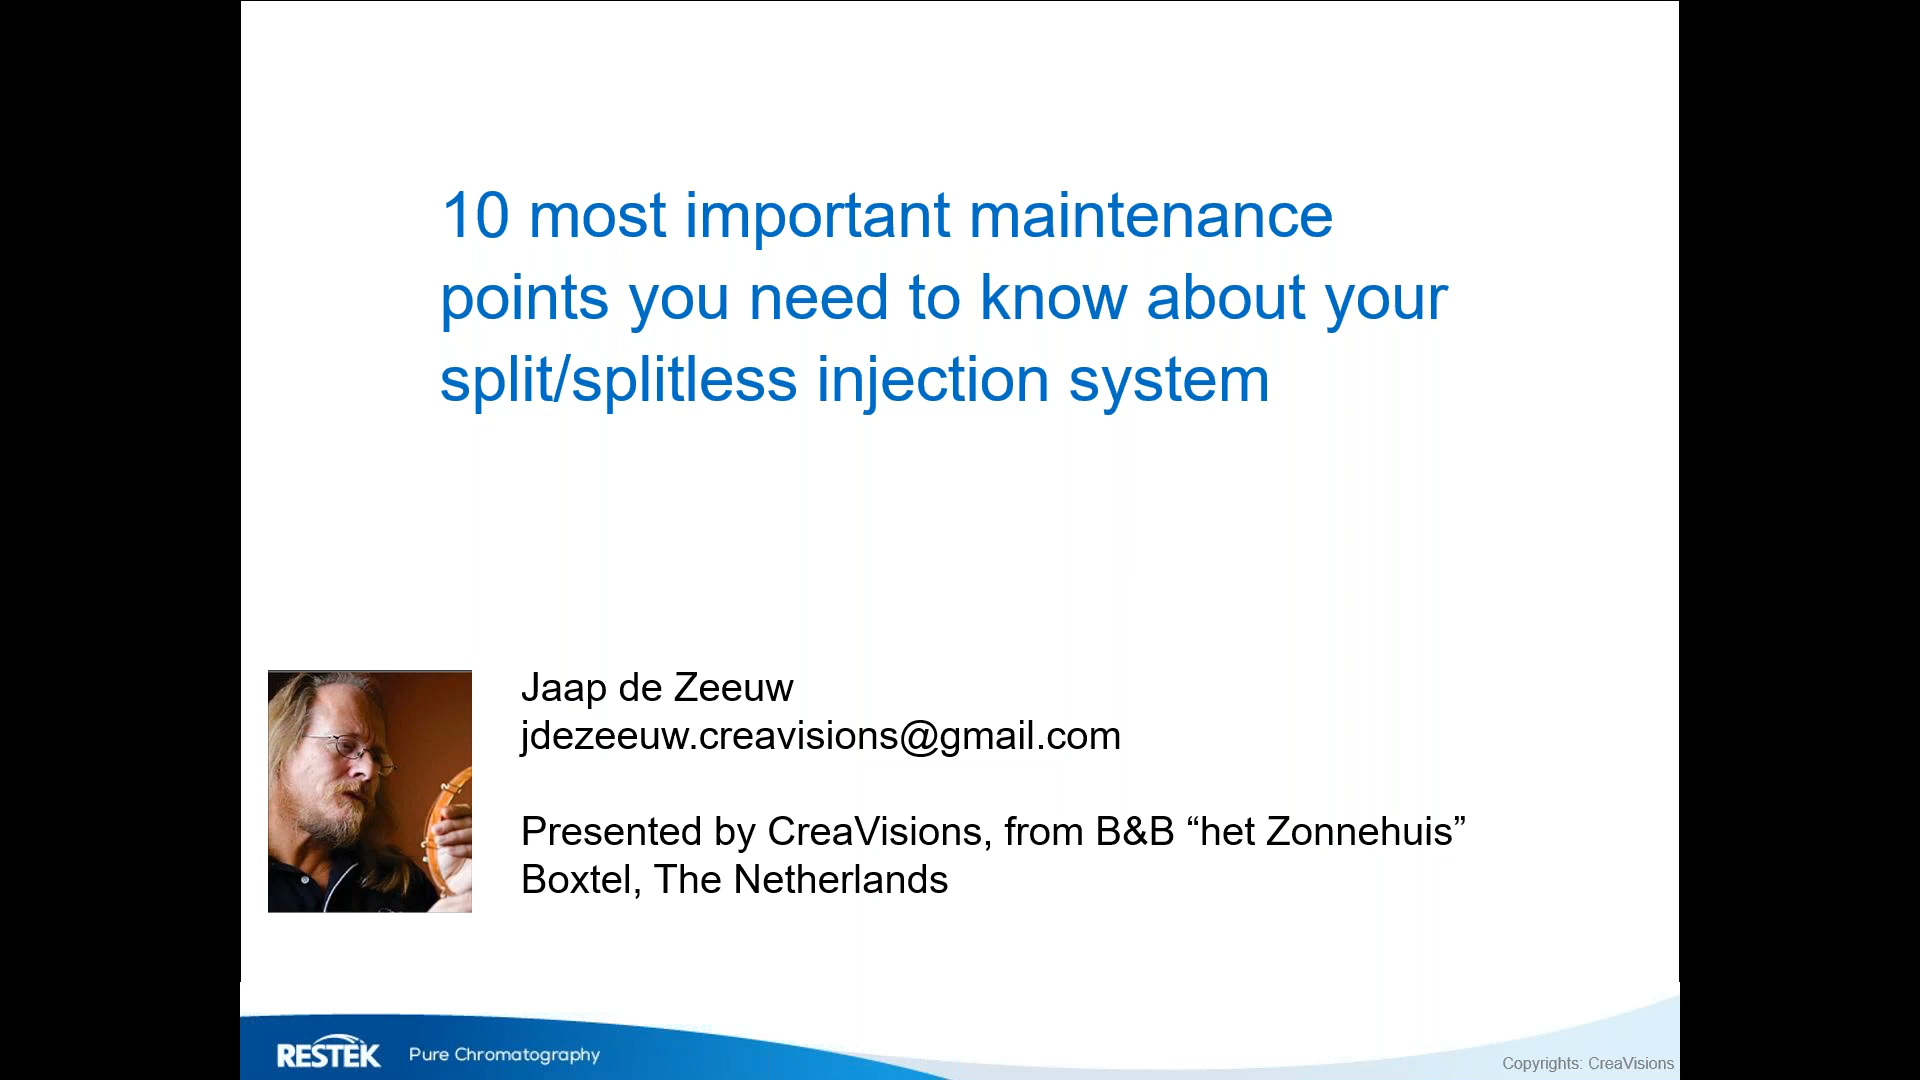 10 most important maintenance
points you need to know about your
split/splitless injection system
Jaap de Zeeuw
jdezeeuw.creavisions@gmail.com
Presented by CreaVisions, from B&B “het Zonnehuis”
Boxtel, The Netherlands
RESTEK Pure Chromatography
Copyrights: CreaVisions